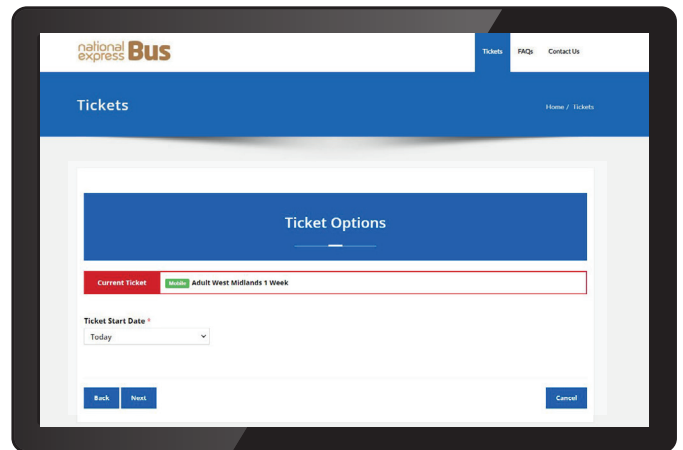 national express Bus
Tickets FAQs Contact Us
Tickets
Home / Tickets
Ticket Options
Current Ticket Mobile Adult West Midlands 1 Week
Ticket Start Date *
Today
Back Next Cancel